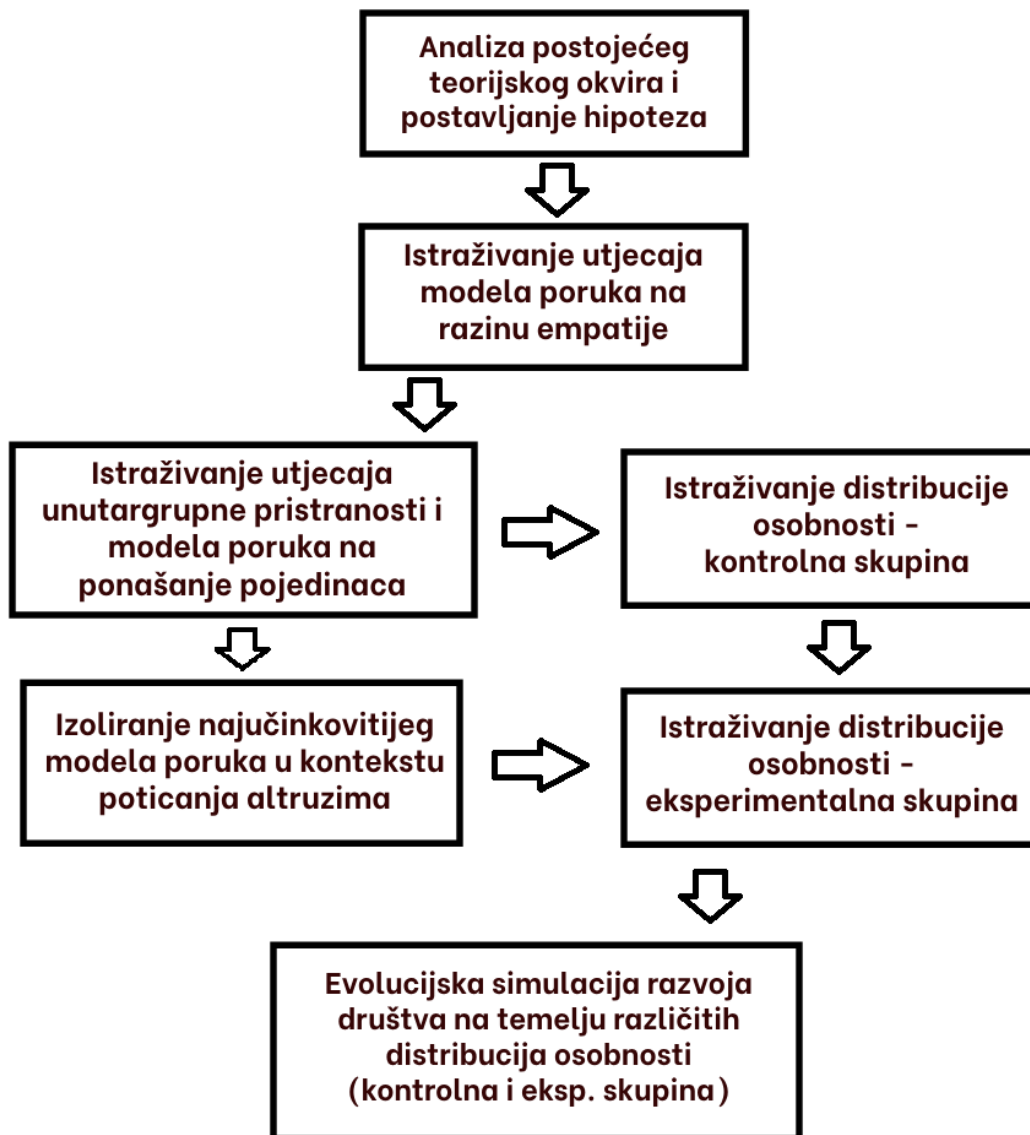 Analiza postojećeg
teorijskog okvira i
postavljanje hipoteza
Istraživanje utjecaja
modela poruka na
razinu empatije
Istraživanje utjecaja
unutargrupne pristranosti i
modela poruka na
ponašanje pojedinaca
Istraživanje distribucije
osobnosti -
kontrolna skupina
Izoliranje najučinkovitijeg
modela poruka u kontekstu
poticanja altruzima
Istraživanje distribucije
osobnosti -
eksperimentalna skupina
Evolucijska simulacija razvoja
društva na temelju različitih
distribucija osobnosti
(kontrolna i eksp. skupina)